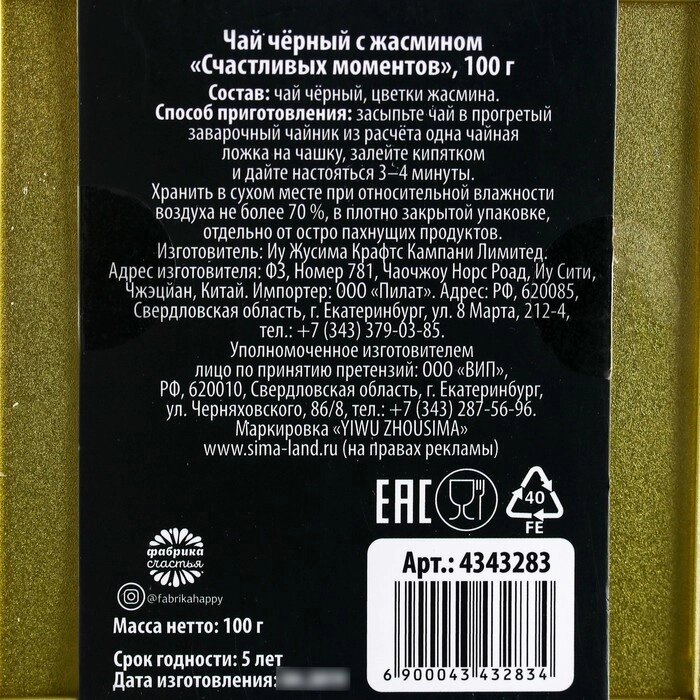 Чай чёрный с жасмином
«Счастливых моментов», 100 г
Состав: чай чёрный, цветки жасмина.
Способ приготовления: засыпьте чай в прогретый
заварочный чайник из расчёта одна чайная
ложка на чашку, залейте кипятком
и дайте настояться 3–4 минуты.
Хранить в сухом месте при относительной влажности
воздуха не более 70 %, в плотно закрытой упаковке,
отдельно от остро пахнущих продуктов.
Изготовитель: Иу Жусима Крафтс Кампани Лимитед.
Адрес изготовителя: Ф3, Номер 781, Чаочжоу Норс Роад, Йу Сити,
Чжэцйан, Китай. Импортер: ООО «Пилат». Адрес: РФ, 620085,
Свердловская область, г. Екатеринбург, ул. 8 Марта, 212-4,
тел.: +7 (343) 379-03-85.
Уполномоченное изготовителем
лицо по принятию претензий: ООО «ВИП»,
РФ, 620010, Свердловская область, г. Екатеринбург,
ул. Черняховского, 86/8, тел.: +7 (343) 287-56-96.
Маркировка «YIWU ZHOUSIMA»
www.sima-land.ru (на правах рекламы)
EAC
40
FE
фабрика
счастья
@fabrikahappy
Арт.: 4343283
6 900043 432834
Масса нетто: 100 г
Срок годности: 5 лет
Дата изготовления: